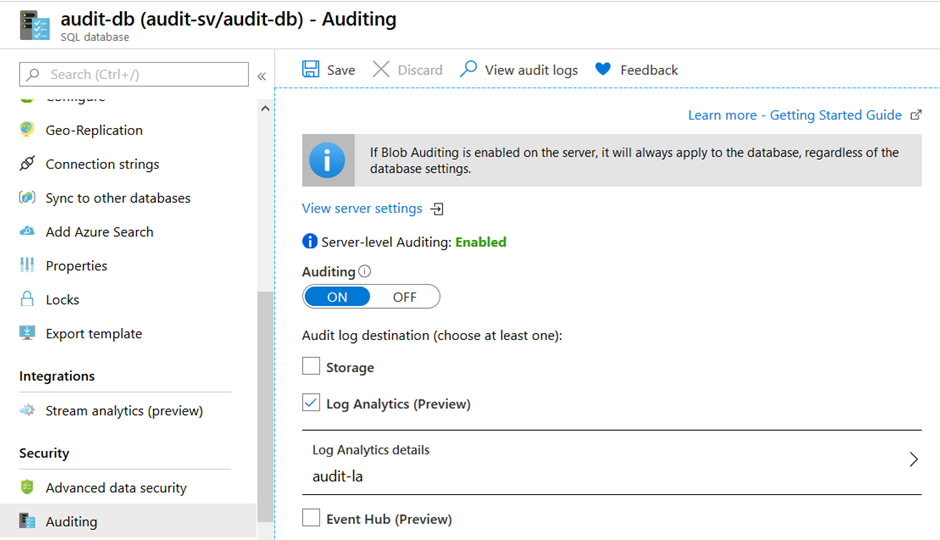 audit-db (audit-sv/audit-db) - Auditing
SQL database
Search (Ctrl+/)
«
Configure
Geo-Replication
Connection strings
Sync to other databases
Add Azure Search
Properties
Locks
Export template
Integrations
Stream analytics (preview)
Security
Advanced data security
Auditing
Save
Discard
View audit logs
Feedback
Learn more - Getting Started Guide
If Blob Auditing is enabled on the server, it will always apply to the database, regardless of the
database settings.
View server settings
Server-level Auditing: Enabled
Auditing
ON OFF
Audit log destination (choose at least one):
Storage
Log Analytics (Preview)
Log Analytics details
audit-la
Event Hub (Preview)